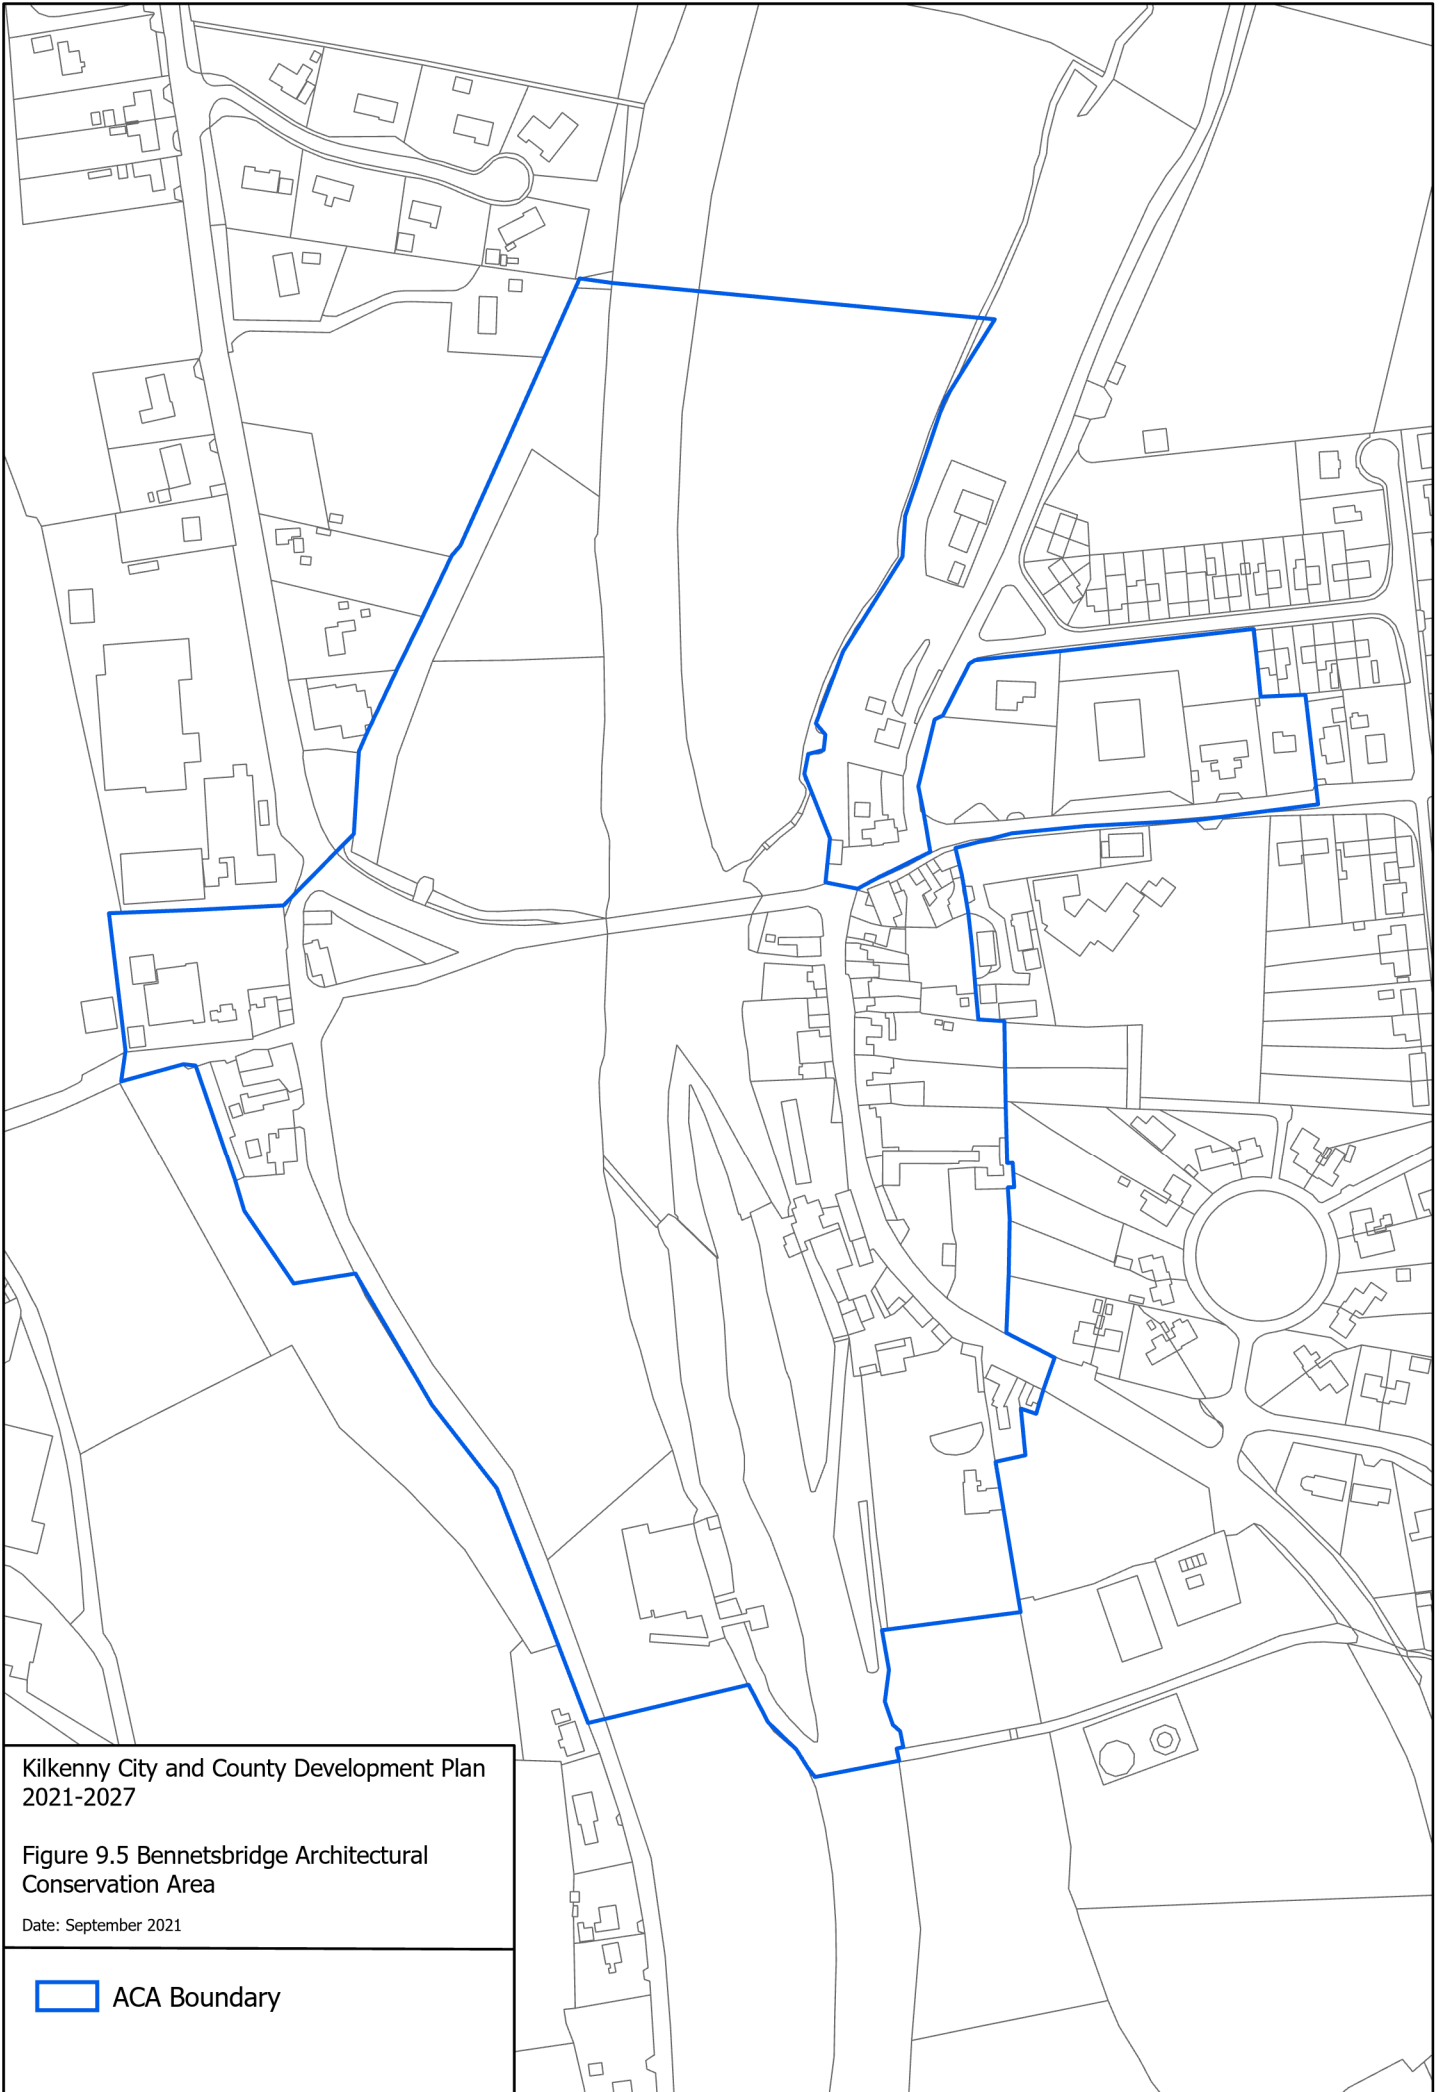 Kilkenny City and County Development Plan
2021-2027
Figure 9.5 Bennetsbridge Architectural
Conservation Area
Date: September 2021
ACA Boundary